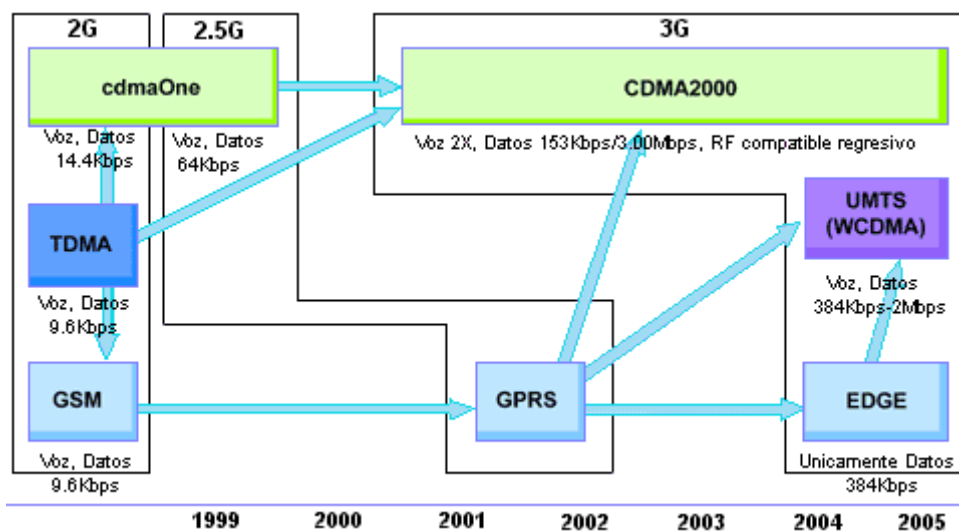 2G
2.5G
3G
cdmaOne
CDMA2000
Voz, Datos
14.4Kbps
Voz, Datos
64Kbps
Voz 2X, Datos 153Kbps/3.00Mbps, RF compatible regresivo
TDMA
UMTS
(WCDMA)
Voz, Datos
9.6Kbps
Voz, Datos
384Kbps-2Mbps
GSM
GPRS
EDGE
Voz, Datos
9.6Kbps
Unicamente Datos
384Kbps
1999 2000 2001 2002 2003 2004 2005